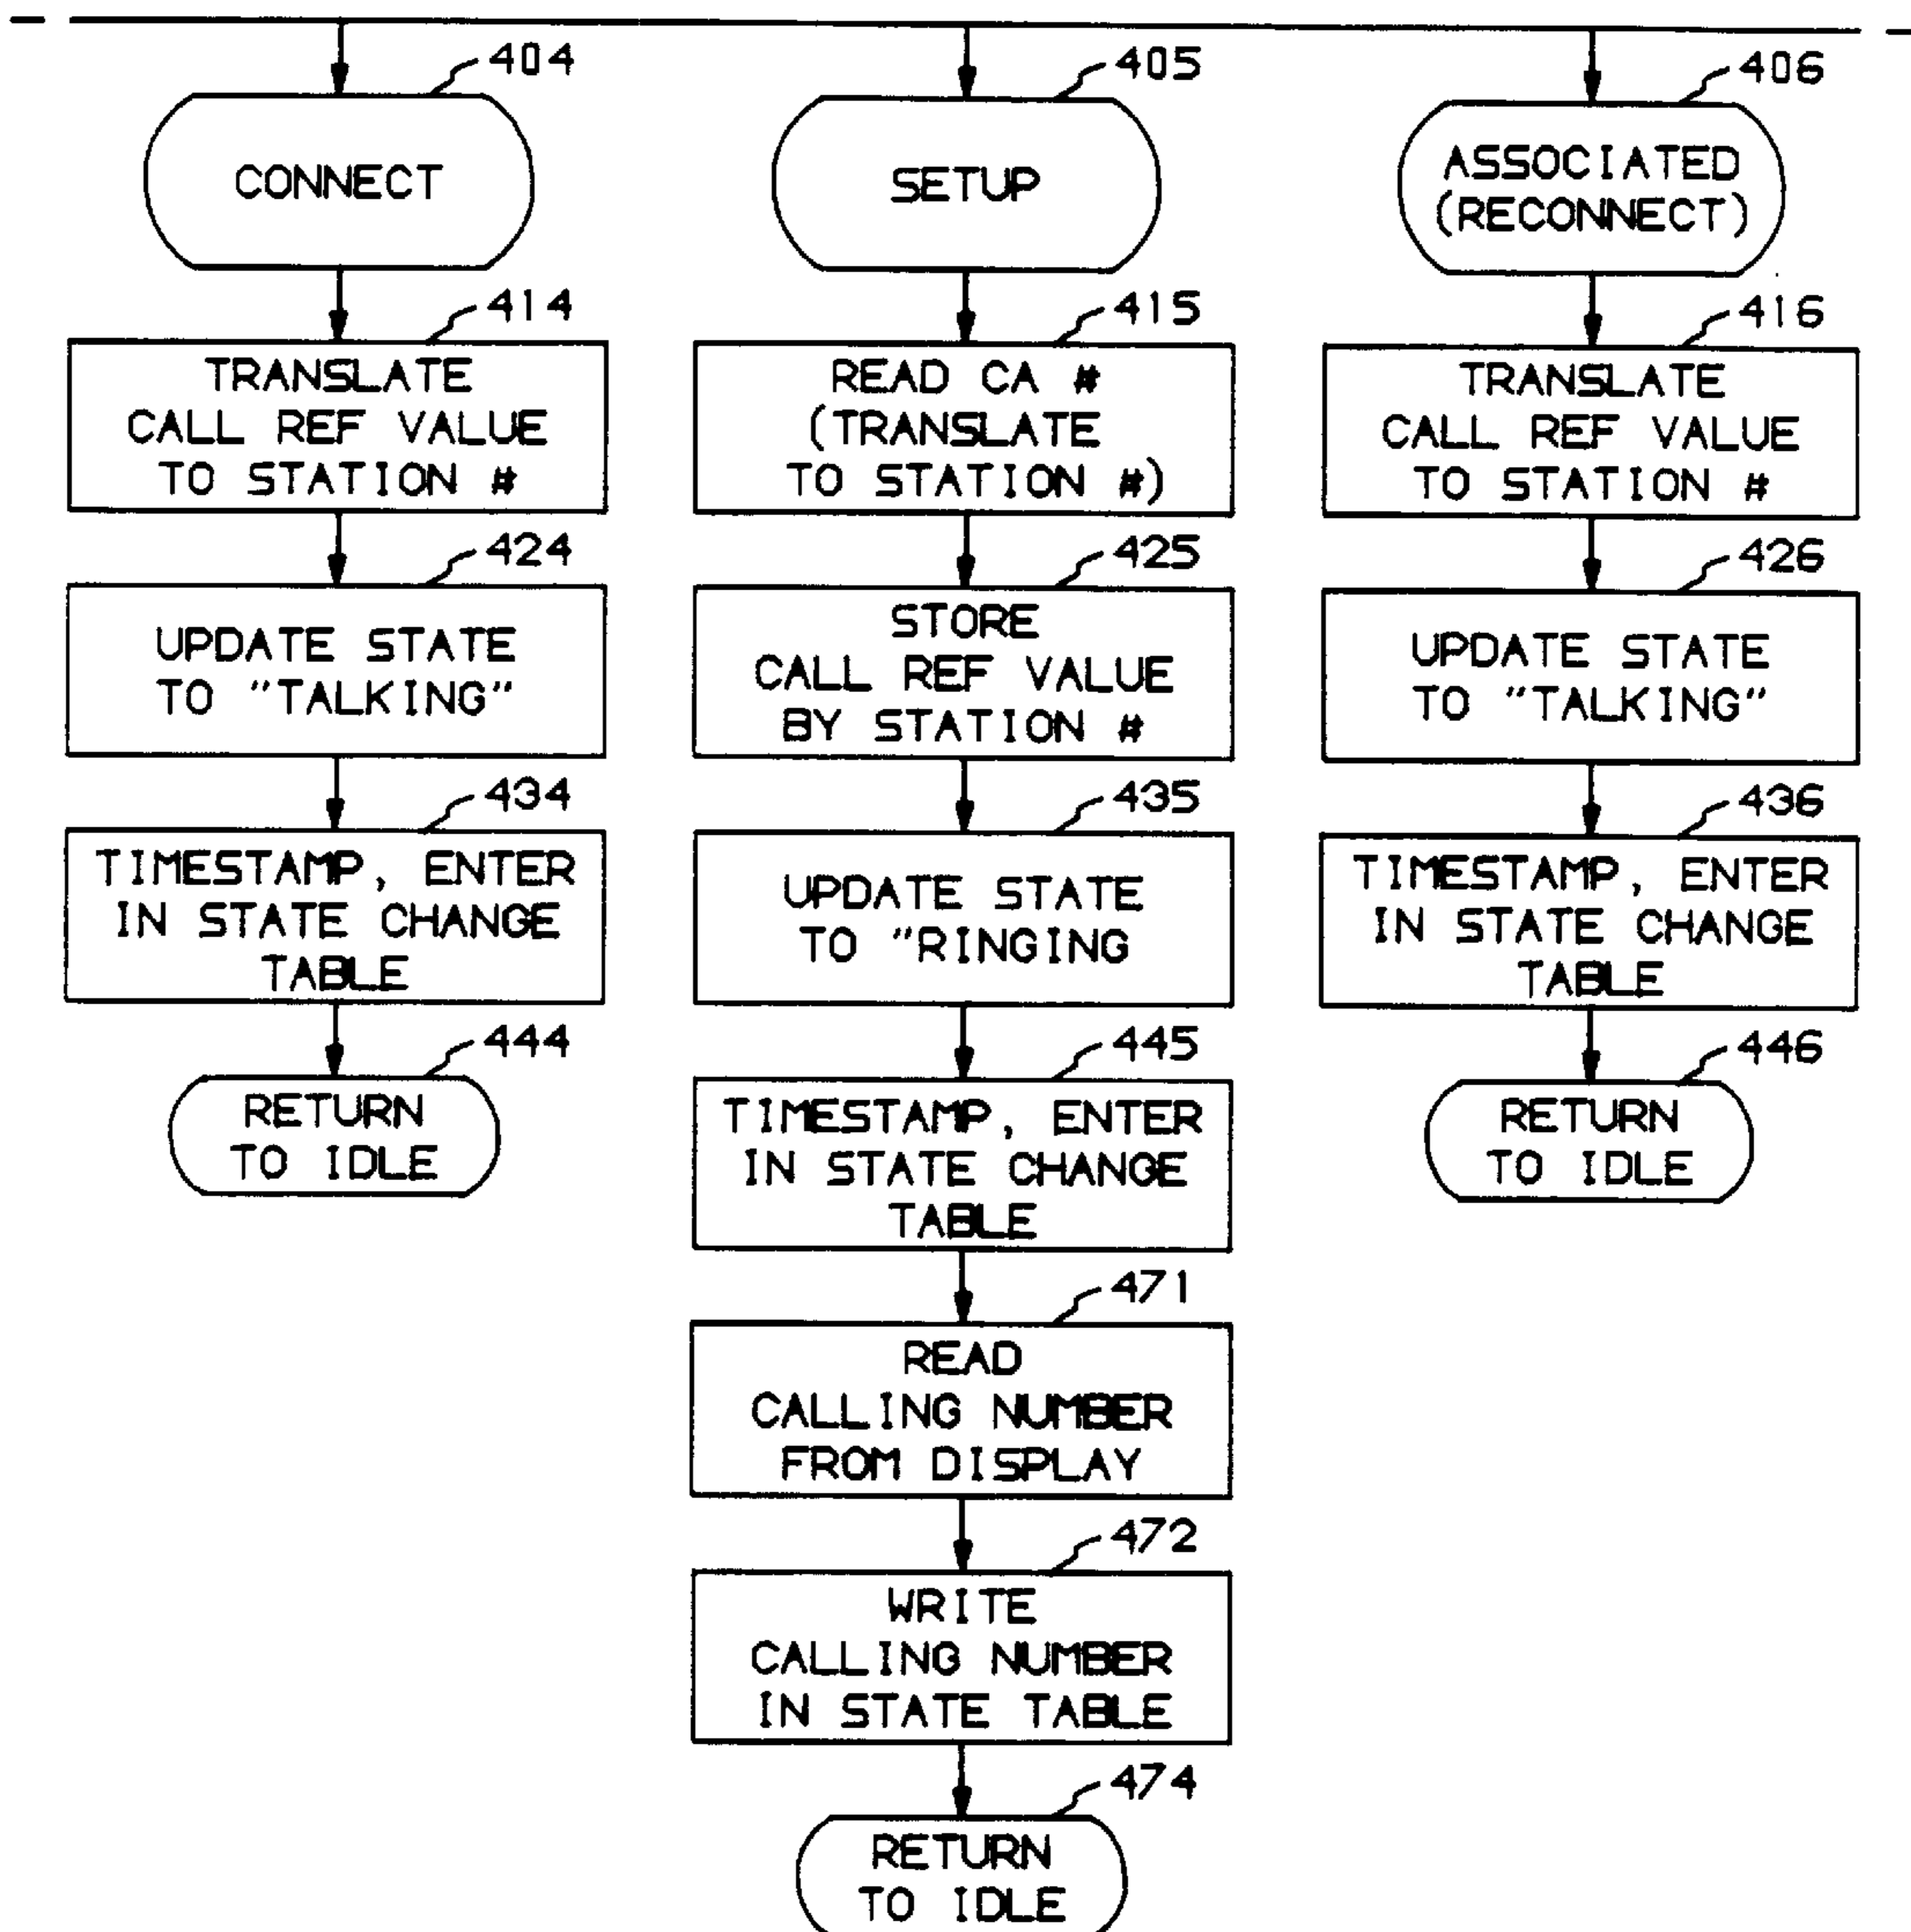 404
CONNECT
414
TRANSLATE
CALL REF VALUE
TO STATION #
424
UPDATE STATE
TO "TALKING"
434
TIMESTAMP, ENTER
IN STATE CHANGE
TABLE
444
RETURN
TO IDLE
405
SETUP
415
READ CA #
(TRANSLATE
TO STATION #)
425
STORE
CALL REF VALUE
BY STATION #
435
UPDATE STATE
TO "RINGING
445
TIMESTAMP, ENTER
IN STATE CHANGE
TABLE
471
READ
CALLING NUMBER
FROM DISPLAY
472
WRITE
CALLING NUMBER
IN STATE TABLE
474
RETURN
TO IDLE
406
ASSOCIATED
(RECONNECT)
416
TRANSLATE
CALL REF VALUE
TO STATION #
426
UPDATE STATE
TO "TALKING"
436
TIMESTAMP, ENTER
IN STATE CHANGE
TABLE
446
RETURN
TO IDLE